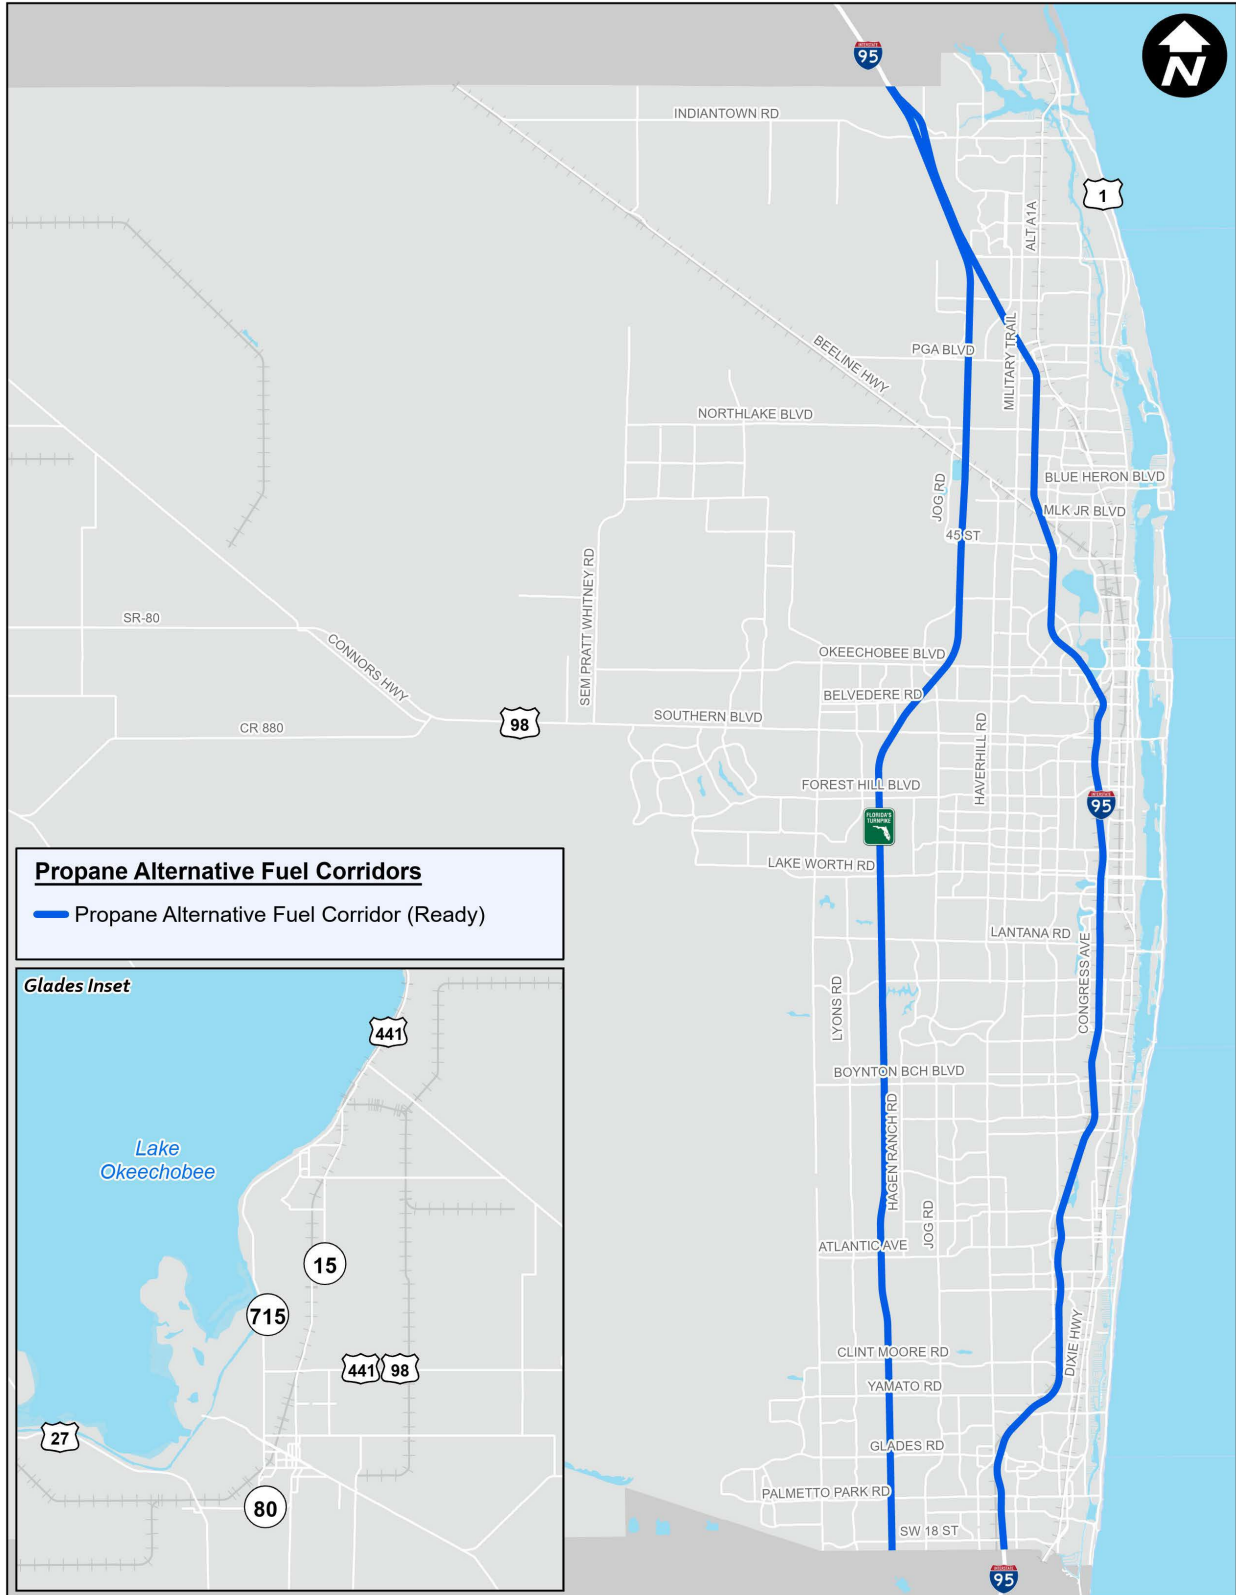 95
N
INDIANTOWN RD
1
ALT A1A
MILITARY TRAIL
PGA BLVD
BEELINE HWY
NORTHLAKE BLVD
BLUE HERON BLVD
JOG RD
MLK JR BLVD
45 ST
SEM PRATT WHITNEY RD
SR-80
CONNORS HWY
OKEECHOBEE BLVD
BELVEDERE RD
SOUTHERN BLVD
98
CR 880
HAVERHILL RD
FOREST HILL BLVD
95
FLORIDA'S
TURNPIKE
LAKE WORTH RD
Propane Alternative Fuel Corridors
Propane Alternative Fuel Corridor (Ready)
LANTANA RD
CONGRESS AVE
LYONS RD
BOYNTON BCH BLVD
HAGEN RANCH RD
JOG RD
ATLANTIC AVE
DIXIE HWY
CLINT MOORE RD
YAMATO RD
GLADES RD
PALMETTO PARK RD
SW 18 ST
95
Glades Inset
441
Lake
Okeechobee
15
715
441
98
27
80